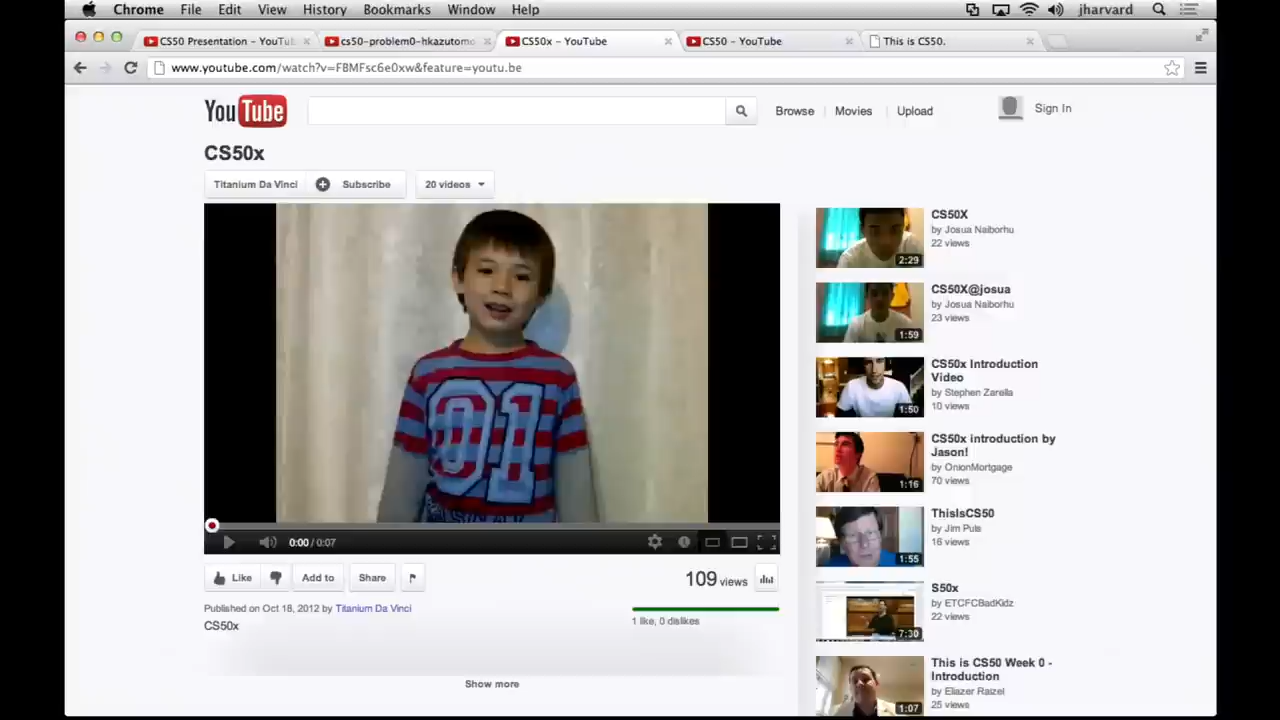 Chrome File Edit View History Bookmarks Window Help jharvard
CS50 Presentation - YouTub
cs50-problem0-hkazutomo
CS50x - YouTube
CS50 - YouTube
This is CS50.
www.youtube.com/watch?v=FBMFsc6e0xw&feature=youtu.be
YouTube
Browse Movies Upload Sign In
CS50x
Titanium Da Vinci Subscribe 20 videos
01
0:00 / 0:07
Like Add to Share
109 views
Published on Oct 18, 2012 by Titanium Da Vinci
1 like, 0 dislikes
CS50x
Show more
CS50X
by Josua Naiborhu
22 views
2:29
CS50X@josua
by Josua Naiborhu
23 views
1:59
CS50x Introduction
Video
by Stephen Zarella
10 views
1:50
CS50x introduction by
Jason!
by OnionMortgage
70 views
1:16
ThisIsCS50
by Jim Puls
16 views
1:55
S50x
by ETCFCBadKidz
22 views
7:30
This is CS50 Week 0 -
Introduction
by Eliazer Raizel
25 views
1:07